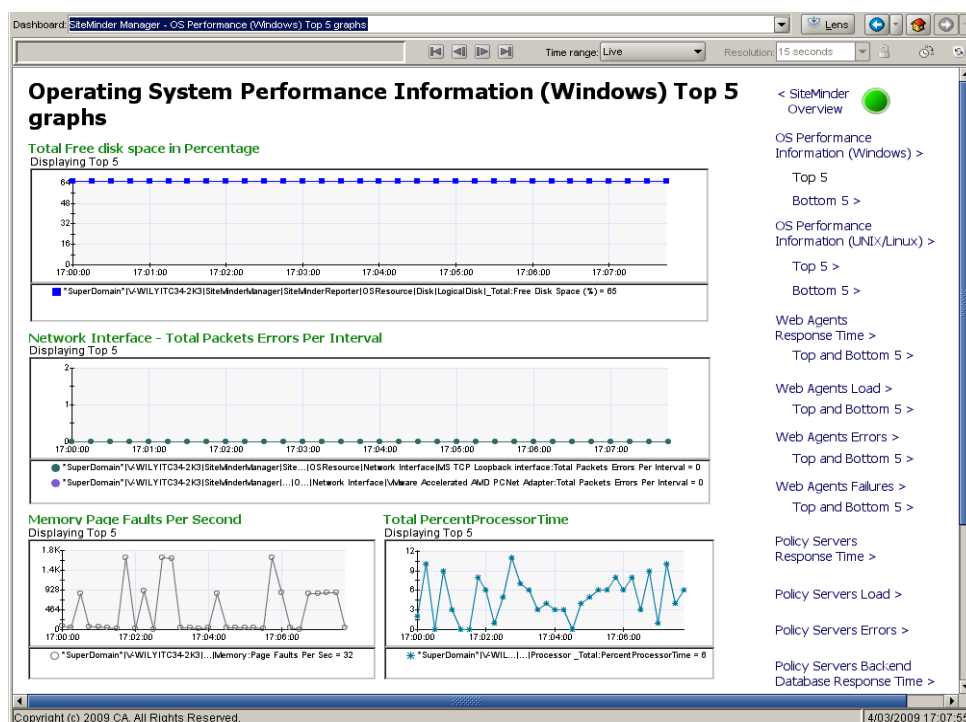 Dashboard: SiteMinder Manager - OS Performance (Windows) Top 5 graphs
Lens
Time range: Live
Resolution: 15 seconds
Operating System Performance Information (Windows) Top 5
graphs
Total Free disk space in Percentage
Displaying Top 5
64
48
32
16
0
17:00:00 17:01:00 17:02:00 17:03:00 17:04:00 17:05:00 17:06:00 17:07:00
"SuperDomain"|V-WILYITC34-2K3|SiteMinderManager|SiteMinderReporter|OSResource|Disk|LogicalDisk|_Total:Free Disk Space (%) = 65
Network Interface - Total Packets Errors Per Interval
Displaying Top 5
2
1
0
17:00:00 17:01:00 17:02:00 17:03:00 17:04:00 17:05:00 17:06:00 17:07:00
"SuperDomain"|V-WILYITC34-2K3|SiteMinderManager|Site...|OSResource|Network Interface|MS TCP Loopback interface:Total Packets Errors Per Interval = 0
"SuperDomain"|V-WILYITC34-2K3|SiteMinderManager|...|O...|Network Interface|VMware Accelerated AMD PCNet Adapter:Total Packets Errors Per Interval = 0
Memory Page Faults Per Second
Displaying Top 5
1.8K
1.4K
928
464
0
17:00:00 17:02:00 17:04:00 17:06:00
"SuperDomain"|V-WILYITC34-2K3|...|Memory:Page Faults Per Sec = 32
Total PercentProcessorTime
Displaying Top 5
12
9
6
3
0
17:00:00 17:02:00 17:04:00 17:06:00
"SuperDomain"|V-WIL...|...|Processor _Total:PercentProcessorTime = 6
< SiteMinder
Overview
OS Performance
Information (Windows) >
Top 5
Bottom 5 >
OS Performance
Information (UNIX/Linux) >
Top 5 >
Bottom 5 >
Web Agents
Response Time >
Top and Bottom 5 >
Web Agents Load >
Top and Bottom 5 >
Web Agents Errors >
Top and Bottom 5 >
Web Agents Failures >
Top and Bottom 5 >
Policy Servers
Response Time >
Policy Servers Load >
Policy Servers Errors >
Policy Servers Backend
Database Response Time >
Copyright (c) 2009 CA. All Rights Reserved.
4/03/2009 17:07:54